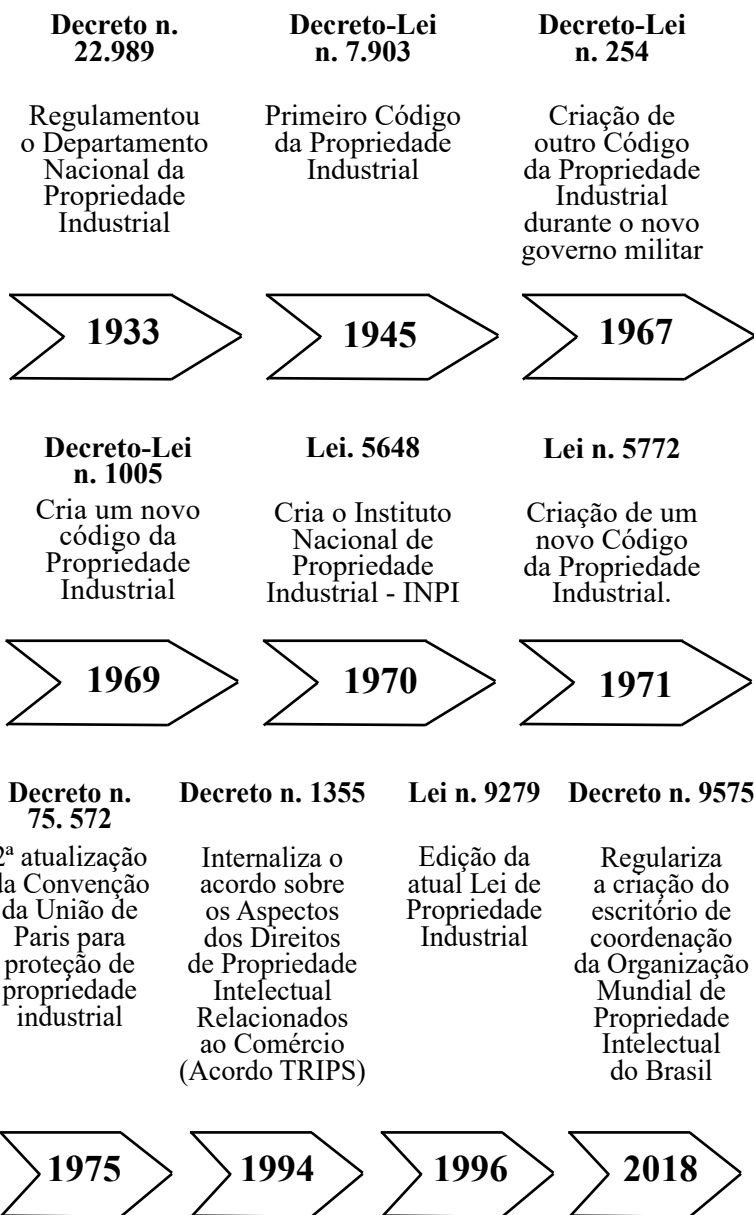 Decreto n.
22.989
Regulamentou
o Departamento
Nacional da
Propriedade
Industrial
1933
Decreto-Lei
n. 7.903
Primeiro Código
da Propriedade
Industrial
1945
Decreto-Lei
n. 254
Criação de
outro Código
da Propriedade
Industrial
durante o novo
governo militar
1967
Decreto-Lei
n. 1005
Cria um novo
código da
Propriedade
Industrial
1969
Lei. 5648
Cria o Instituto
Nacional de
Propriedade
Industrial - INPI
1970
Lei n. 5772
Criação de um
novo Código
da Propriedade
Industrial.
1971
Decreto n.
75. 572
2ª atualização
da Convenção
da União de
Paris para
proteção de
propriedade
industrial
1975
Decreto n. 1355
Internaliza o
acordo sobre
os Aspectos
dos Direitos
de Propriedade
Intelectual
Relacionados
ao Comércio
(Acordo TRIPS)
1994
Lei n. 9279
Edição da
atual Lei de
Propriedade
Industrial
1996
Decreto n. 9575
Regulariza
a criação do
escritório de
coordenação
da Organização
Mundial de
Propriedade
Intelectual
do Brasil
2018